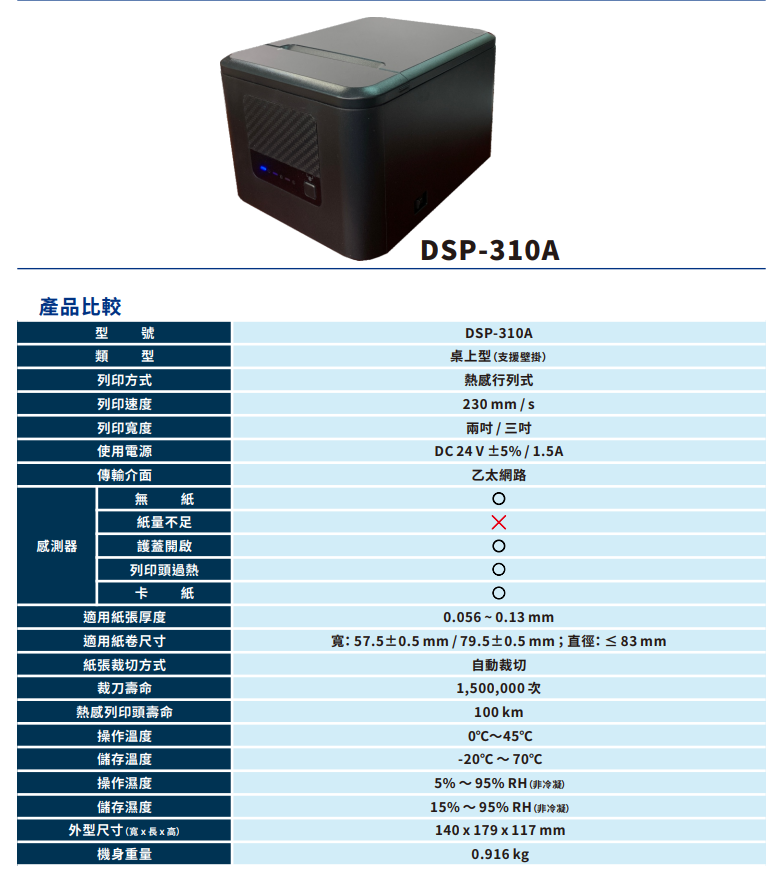 DSP-310A
產品比較
型 號 DSP-310A
類 型 桌上型(支援壁掛)
列印方式 熱感行列式
列印速度 230 mm / s
列印寬度 兩吋 / 三吋
使用電源 DC 24 V ±5% / 1.5A
傳輸介面 乙太網路
感測器
無 紙 ○
紙量不足 ×
護蓋開啟 ○
列印頭過熱 ○
卡 紙 ○
適用紙張厚度 0.056 ~ 0.13 mm
適用紙卷尺寸 寬: 57.5±0.5 mm / 79.5±0.5 mm ; 直徑: ≦ 83 mm
紙張裁切方式 自動裁切
裁刀壽命 1,500,000 次
熱感列印頭壽命 100 km
操作溫度 0℃～45℃
儲存溫度 -20℃ ～ 70℃
操作濕度 5% ～ 95% RH (非冷凝)
儲存濕度 15% ～ 95% RH (非冷凝)
外型尺寸 (寬 x 長 x 高) 140 x 179 x 117 mm
機身重量 0.916 kg